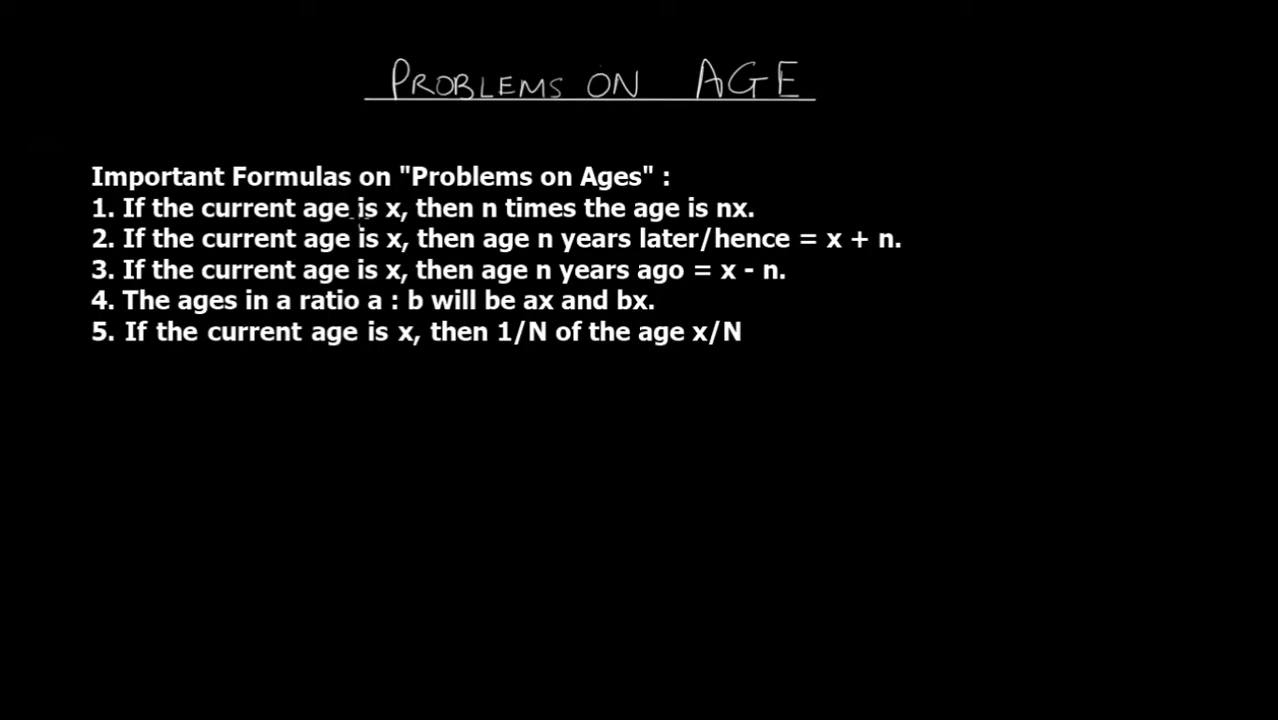 PROBLEMS ON AGE
Important Formulas on "Problems on Ages" :
1. If the current age is x, then n times the age is nx.
2. If the current age is x, then age n years later/hence = x + n.
3. If the current age is x, then age n years ago = x - n.
4. The ages in a ratio a : b will be ax and bx.
5. If the current age is x, then 1/N of the age x/N